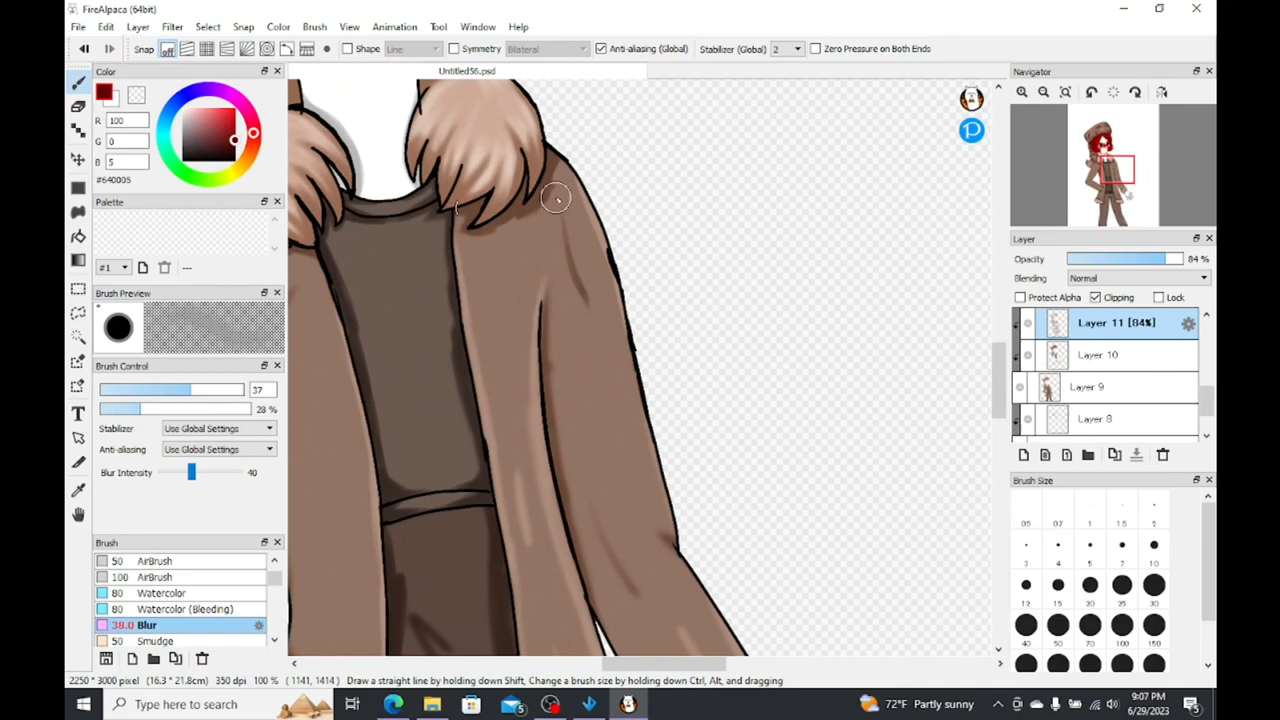 FireAlpaca (64bit)
File Edit Layer Filter Select Snap Color Brush View Animation Tool Window Help
Snap off Shape Line Symmetry Bilateral Anti-aliasing (Global) Stabilizer (Global) 2 Zero Pressure on Both Ends
Color
R 100
G 0
B 5
#640005
Palette
#1
---
Brush Preview
Brush Control
37
28 %
Stabilizer Use Global Settings
Anti-aliasing Use Global Settings
Blur Intensity 40
Brush
50 AirBrush
100 AirBrush
80 Watercolor
80 Watercolor (Bleeding)
38.0 Blur
50 Smudge
Untitled56.psd
Navigator
Layer
Opacity 84 %
Blending Normal
Protect Alpha Clipping Lock
Layer 11 [84%]
Layer 10
Layer 9
Layer 8
Brush Size
05 07 1 1.5 2
3 4 5 7 10
12 15 20 25 30
40 50 70 100 150
2250 * 3000 pixel (16.3 * 21.8cm) 350 dpi 100 % ( 1141, 1414 ) Draw a straight line by holding down Shift, Change a brush size by holding down Ctrl, Alt, and dragging
Type here to search
5
72°F Partly sunny
9:07 PM
6/29/2023
5